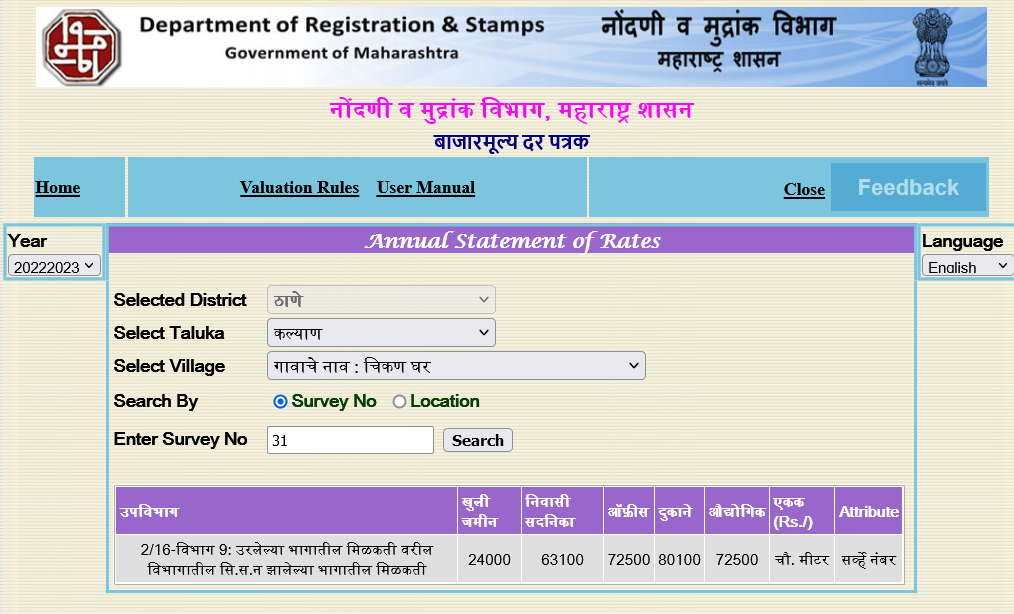 Department of Registration & Stamps
Government of Maharashtra
नोंदणी व मुद्रांक विभाग
महाराष्ट्र शासन
नोंदणी व मुद्रांक विभाग, महाराष्ट्र शासन
बाजारमूल्य दर पत्रक
Home Valuation Rules User Manual Close Feedback
Year Annual Statement of Rates Language
20222023 English
Selected District ठाणे
Select Taluka कल्याण
Select Village गावाचे नाव : चिकण घर
Search By Survey No Location
Enter Survey No 31 Search
उपविभाग खुली जमीन निवासी सदनिका ऑफ़ीस दुकाने औद्योगिक एकक (Rs./) Attribute
2/16-विभाग 9: उरलेल्या भागातील मिळकती वरील
विभागातील सि.स.न झालेल्या भागातील मिळकती 24000 63100 72500 80100 72500 चौ. मीटर सर्व्हे नंबर